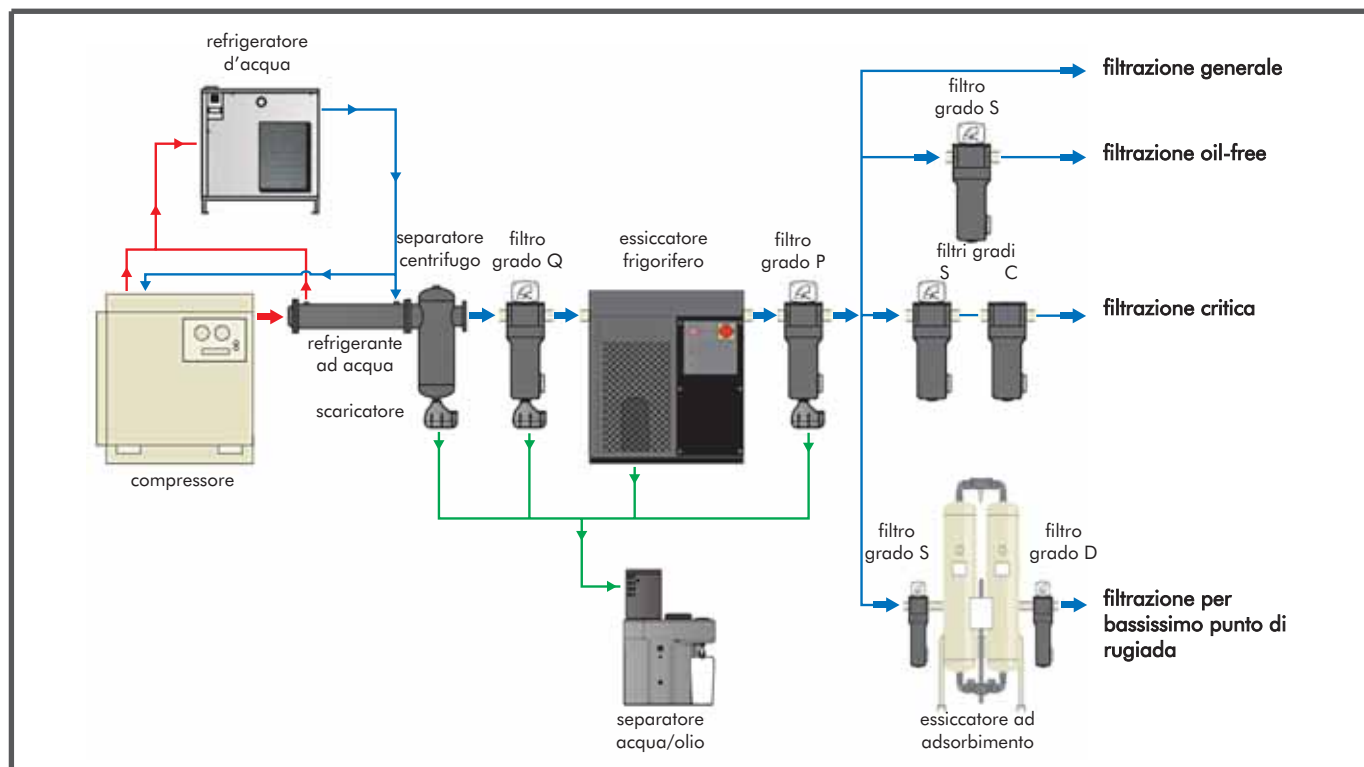 refrigeratore
d'acqua
filtrazione generale
filtro
grado S
filtrazione oil-free
separatore
centrifugo
filtro
grado Q
essiccatore
frigorifero
filtro
grado P
filtri gradi
S C
filtrazione critica
refrigerante
ad acqua
scaricatore
compressore
filtro
grado S
filtro
grado D
filtrazione per
bassissimo punto di
rugiada
separatore
acqua/olio
essiccatore ad
adsorbimento